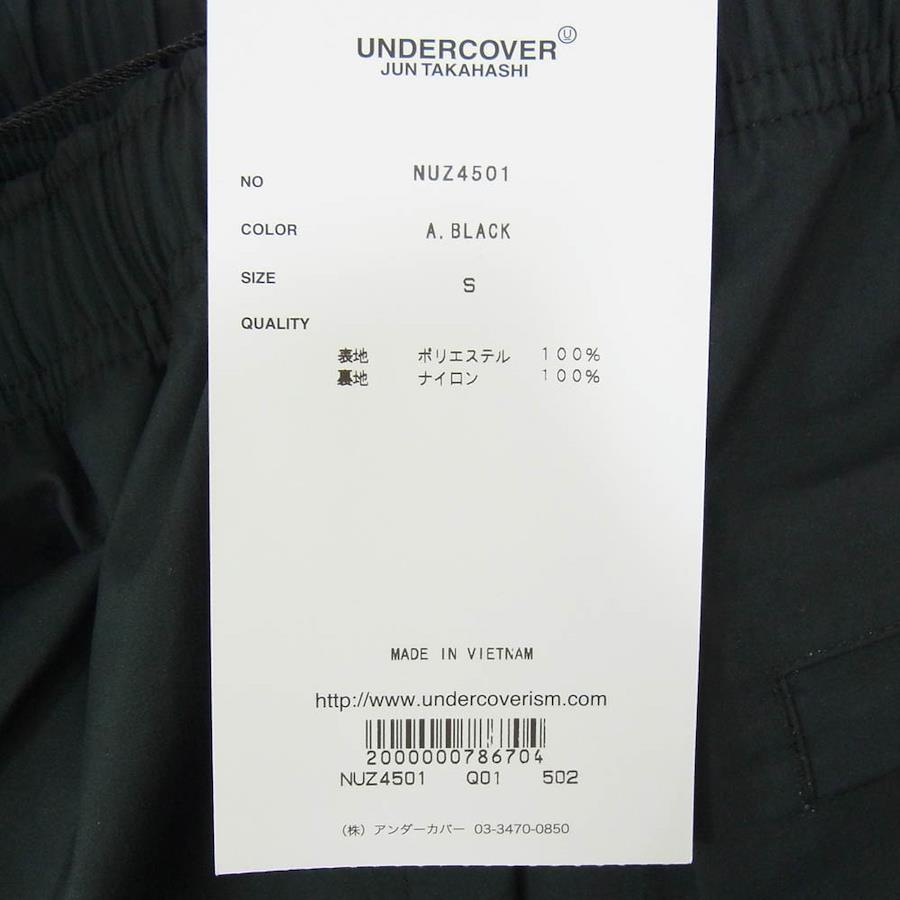 UNDERCOVER Ⓤ
JUN TAKAHASHI
NO NUZ4501
COLOR A.BLACK
SIZE S
QUALITY
表地 ポリエステル 100%
裏地 ナイロン 100%
MADE IN VIETNAM
http://www.undercoverism.com
2000000786704
NUZ4501 Q01 502
(株) アンダーカバー 03-3470-0850